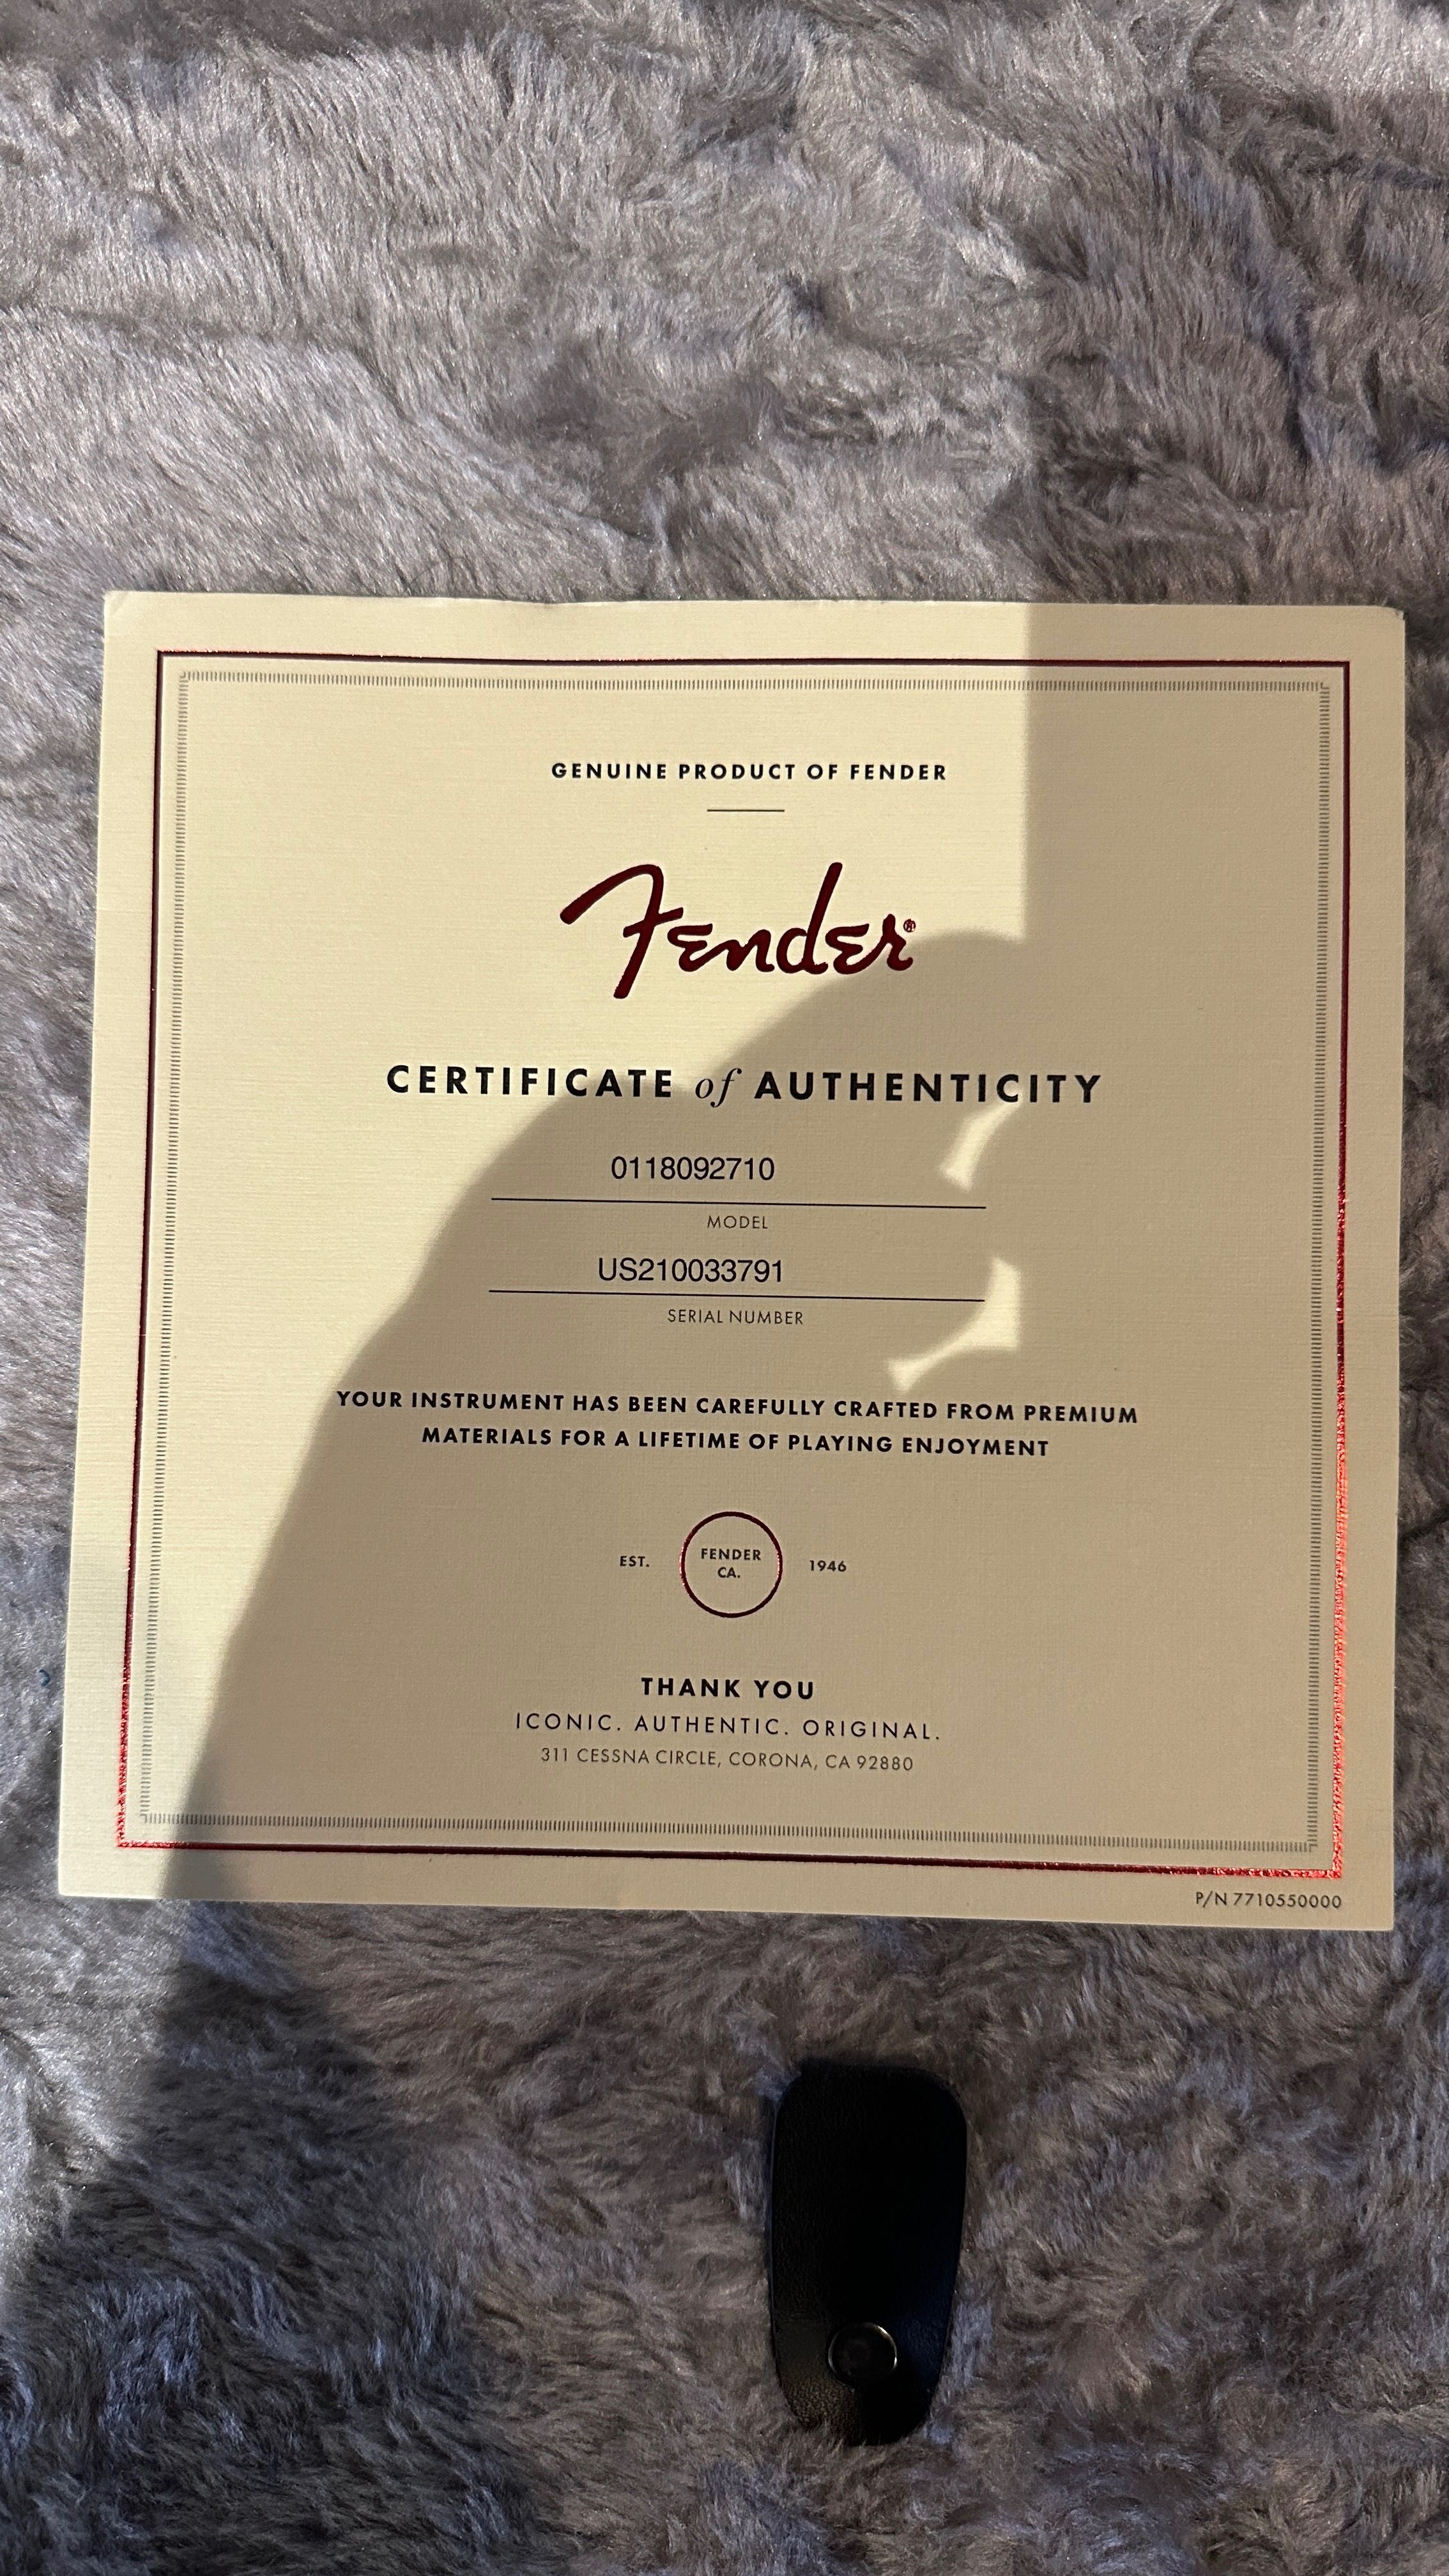 GENUINE PRODUCT OF FENDER
Fender®
CERTIFICATE of AUTHENTICITY
0118092710
MODEL
US210033791
SERIAL NUMBER
YOUR INSTRUMENT HAS BEEN CAREFULLY CRAFTED FROM PREMIUM
MATERIALS FOR A LIFETIME OF PLAYING ENJOYMENT
EST. FENDER CA. 1946
THANK YOU
ICONIC. AUTHENTIC. ORIGINAL.
311 CESSNA CIRCLE, CORONA, CA 92880
P/N 7710550000